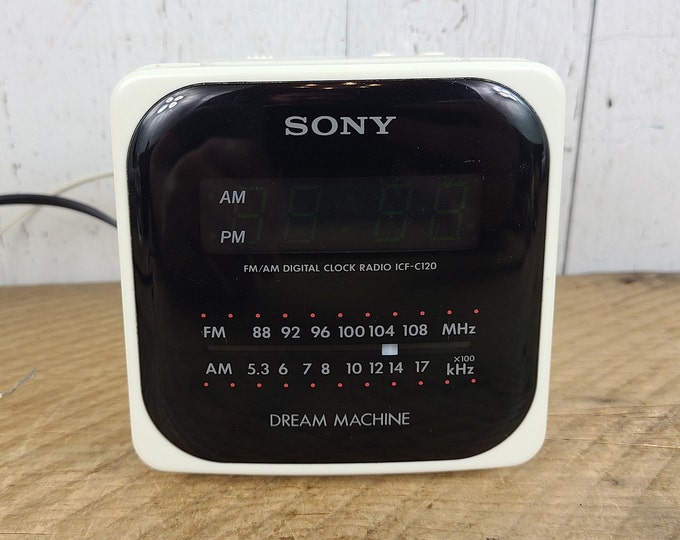 SONY
AM
PM
FM/AM DIGITAL CLOCK RADIO ICF-C120
FM 88 92 96 100 104 108 MHz
AM 5.3 6 7 8 10 12 14 17 ×100 kHz
DREAM MACHINE